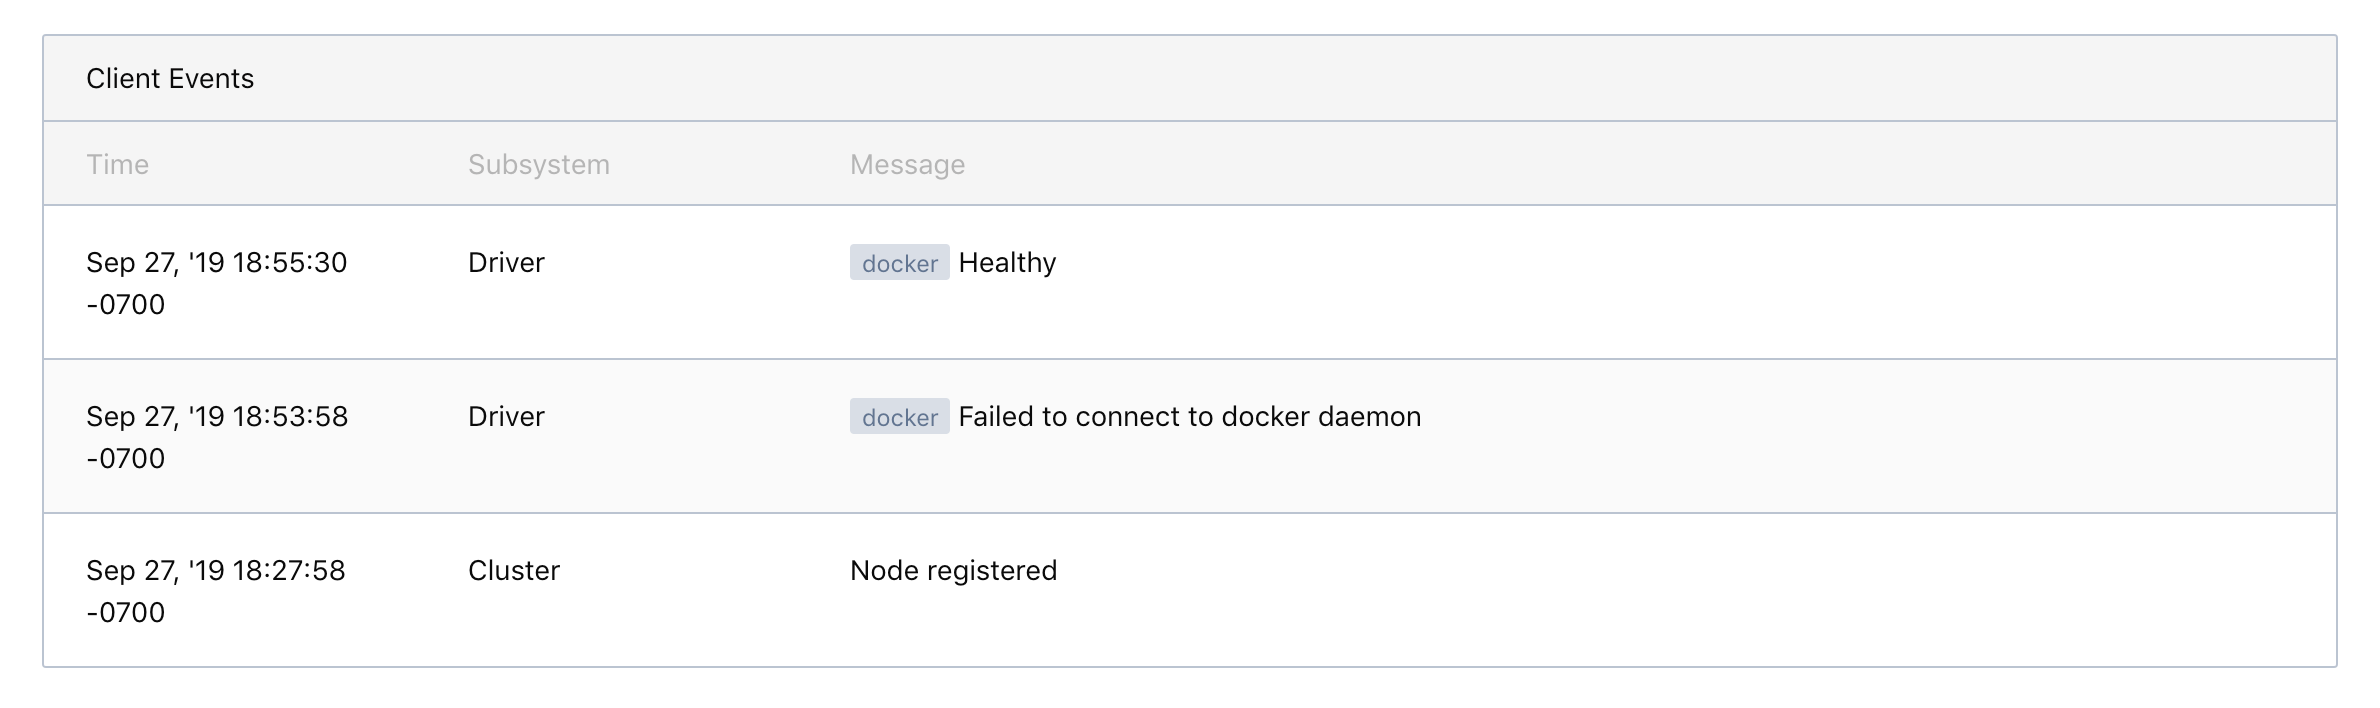 Client Events
Time Subsystem Message
Sep 27, '19 18:55:30 Driver docker Healthy
-0700
Sep 27, '19 18:53:58 Driver docker Failed to connect to docker daemon
-0700
Sep 27, '19 18:27:58 Cluster Node registered
-0700